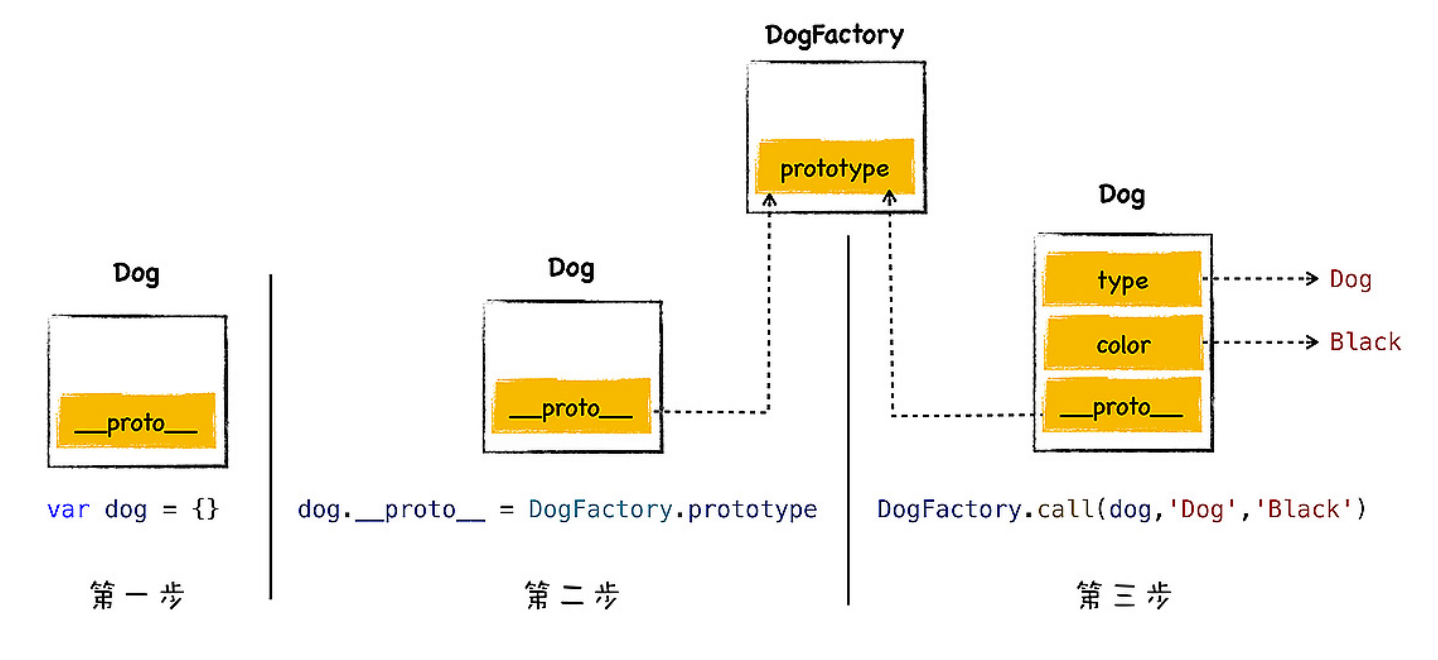 DogFactory
prototype
Dog
__proto__
var dog = {}
第一步
Dog
__proto__
dog.__proto__ = DogFactory.prototype
第二步
Dog
type
Dog
color
Black
__proto__
DogFactory.call(dog,'Dog','Black')
第三步